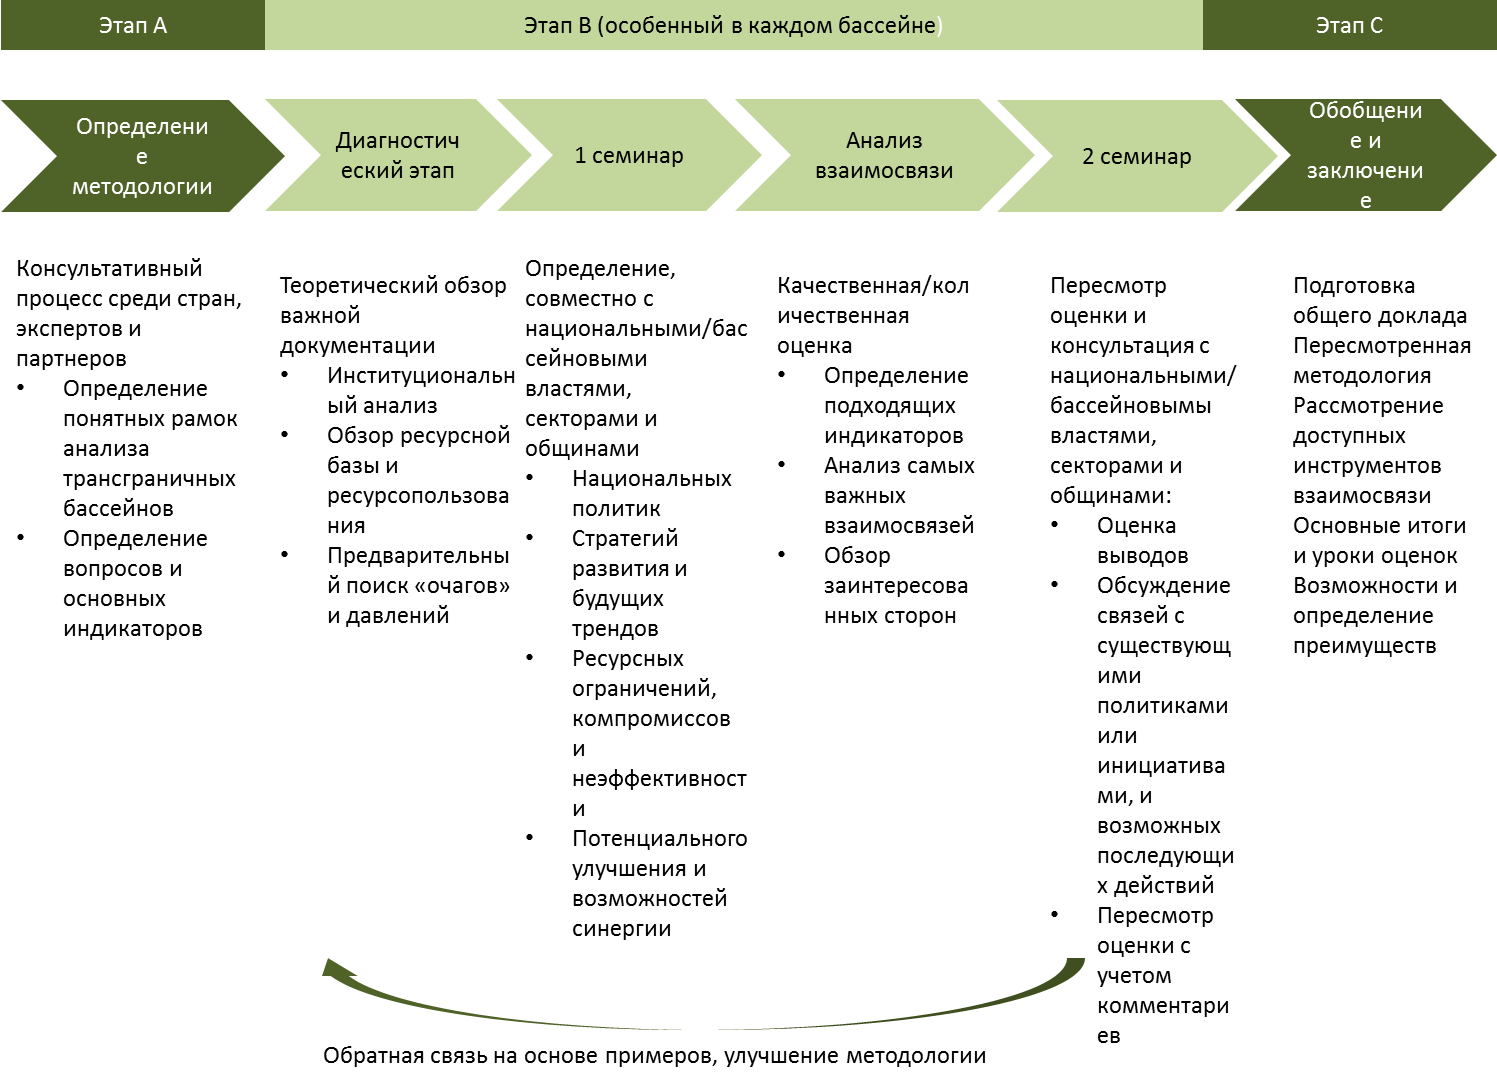 Этап А
Этап В (особенный в каждом бассейне)
Этап С
Определени
е
методологии
Диагностич
еский этап
1 семинар
Анализ
взаимосвязи
2 семинар
Обобщени
е и
заключени
е
Консультативный
процесс среди стран,
экспертов и
партнеров
• Определение
понятных рамок
анализа
трансграничных
бассейнов
• Определение
вопросов и
основных
индикаторов
Теоретический обзор
важной
документации
• Институциональн
ый анализ
• Обзор ресурсной
базы и
ресурсопользова
ния
• Предварительны
й поиск «очагов»
и давлений
Определение,
совместно с
национальными/бас
сейновыми
властями,
секторами и
общинами
• Национальных
политик
• Стратегий
развития и
будущих
трендов
• Ресурсных
ограничений,
компромиссов
и
неэффективност
и
• Потенциального
улучшения и
возможностей
синергии
Качественная/кол
ичественная
оценка
• Определение
подходящих
индикаторов
• Анализ самых
важных
взаимосвязей
• Обзор
заинтересова
нных сторон
Пересмотр
оценки и
консультация с
национальными/
бассейновымы
властями,
секторами и
общинами:
• Оценка
выводов
• Обсуждение
связей с
существующ
ими
политиками
или
инициатива
ми, и
возможных
последующи
х действий
• Пересмотр
оценки с
учетом
комментари
ев
Подготовка
общего доклада
Пересмотренная
методология
Рассмотрение
доступных
инструментов
взаимосвязи
Основные итоги
и уроки оценок
Возможности и
определение
преимуществ
Обратная связь на основе примеров, улучшение методологии